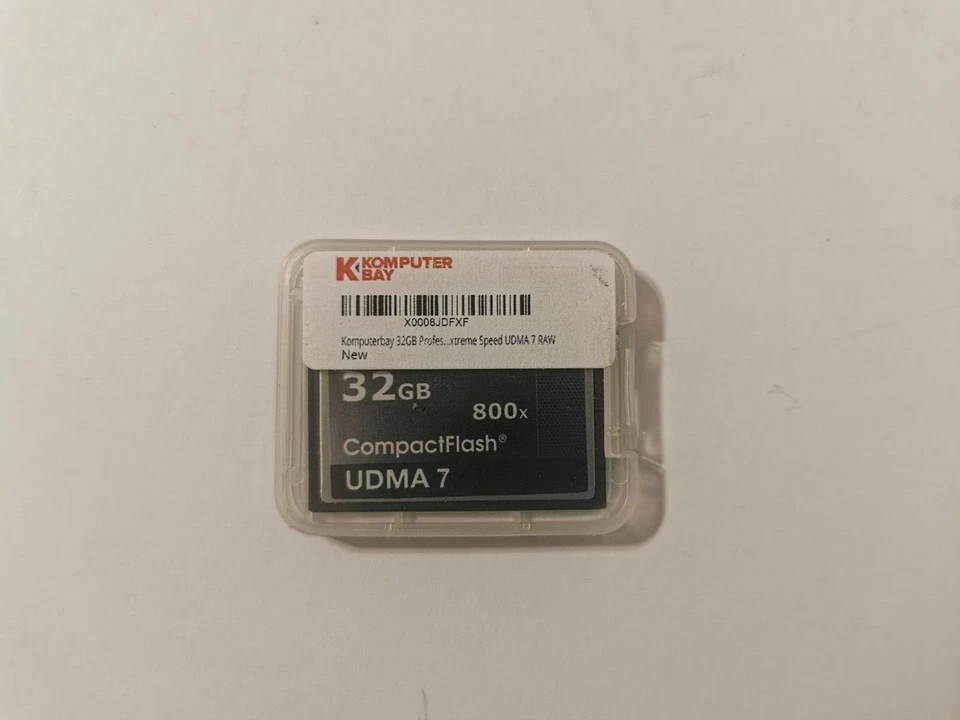 KOMPUTER
BAY
X0008JDFXF
Komputerbay 32GB Profes...xtreme Speed UDMA 7 RAW
New
32GB
800x
CompactFlash®
UDMA 7